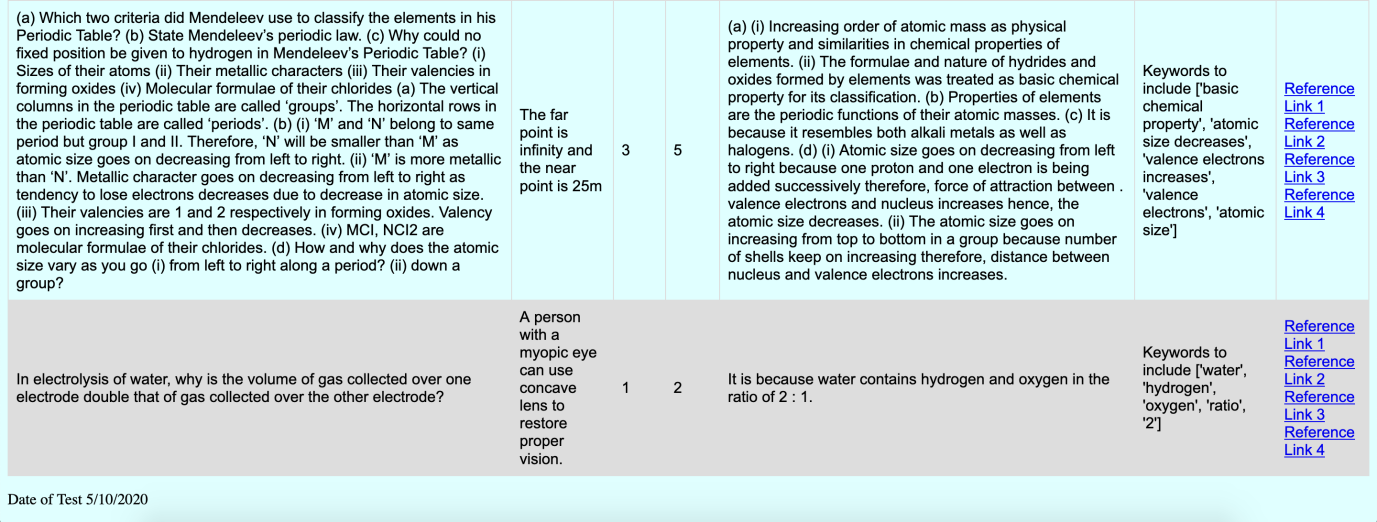 (a) Which two criteria did Mendeleev use to classify the elements in his
Periodic Table? (b) State Mendeleev's periodic law. (c) Why could no
fixed position be given to hydrogen in Mendeleev's Periodic Table? (i)
Sizes of their atoms (ii) Their metallic characters (iii) Their valencies in
forming oxides (iv) Molecular formulae of their chlorides (a) The vertical
columns in the periodic table are called 'groups'. The horizontal rows in
the periodic table are called 'periods'. (b) (i) 'M' and 'N' belong to same
period but group I and II. Therefore, 'N' will be smaller than 'M' as
atomic size goes on decreasing from left to right. (ii) 'M' is more metallic
than 'N'. Metallic character goes on decreasing from left to right as
tendency to lose electrons decreases due to decrease in atomic size.
(iii) Their valencies are 1 and 2 respectively in forming oxides. Valency
goes on increasing first and then decreases. (iv) MCI, NCI2 are
molecular formulae of their chlorides. (d) How and why does the atomic
size vary as you go (i) from left to right along a period? (ii) down a
group?
The far
point is
infinity and
the near
point is 25m
3
5
(a) (i) Increasing order of atomic mass as physical
property and similarities in chemical properties of
elements. (ii) The formulae and nature of hydrides and
oxides formed by elements was treated as basic chemical
property for its classification. (b) Properties of elements
are the periodic functions of their atomic masses. (c) It is
because it resembles both alkali metals as well as
halogens. (d) (i) Atomic size goes on decreasing from left
to right because one proton and one electron is being
added successively therefore, force of attraction between .
valence electrons and nucleus increases hence, the
atomic size decreases. (ii) The atomic size goes on
increasing from top to bottom in a group because number
of shells keep on increasing therefore, distance between
nucleus and valence electrons increases.
Keywords to
include ['basic
chemical
property', 'atomic
size decreases',
'valence electrons
increases',
'valence
electrons', 'atomic
size']
Reference
Link 1
Reference
Link 2
Reference
Link 3
Reference
Link 4
In electrolysis of water, why is the volume of gas collected over one
electrode double that of gas collected over the other electrode?
A person
with a
myopic eye
can use
concave
lens to
restore
proper
vision.
1
2
It is because water contains hydrogen and oxygen in the
ratio of 2 : 1.
Keywords to
include ['water',
'hydrogen',
'oxygen', 'ratio',
'2']
Reference
Link 1
Reference
Link 2
Reference
Link 3
Reference
Link 4
Date of Test 5/10/2020